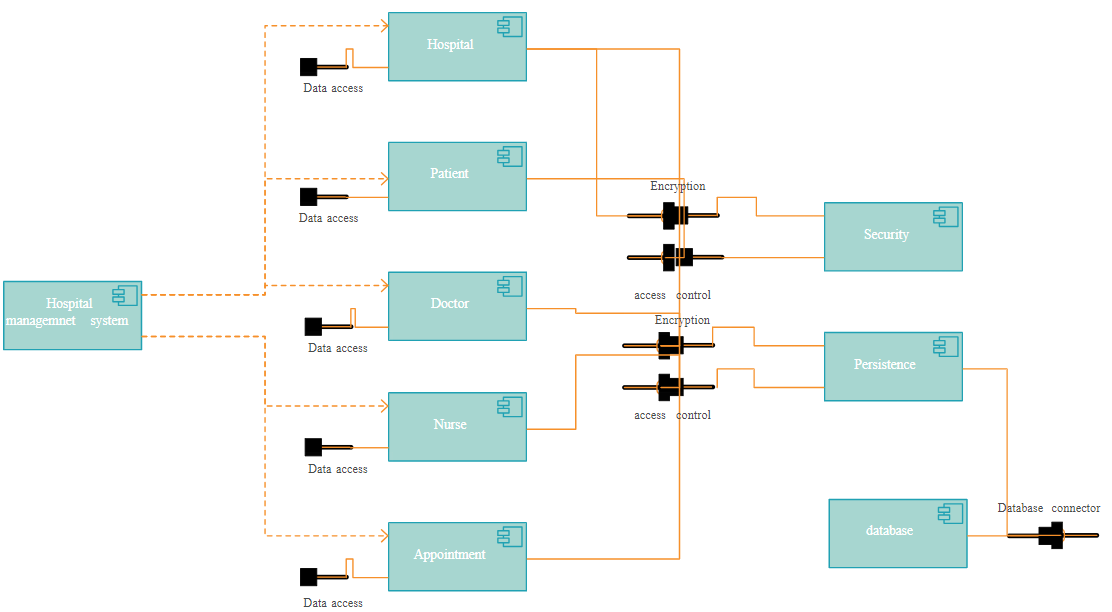 Hospital
Data access
Patient
Data access
Encryption
Security
access control
Hospital
managemnet system
Doctor
Data access
Encryption
Persistence
access control
Nurse
Data access
Database connector
database
Appointment
Data access